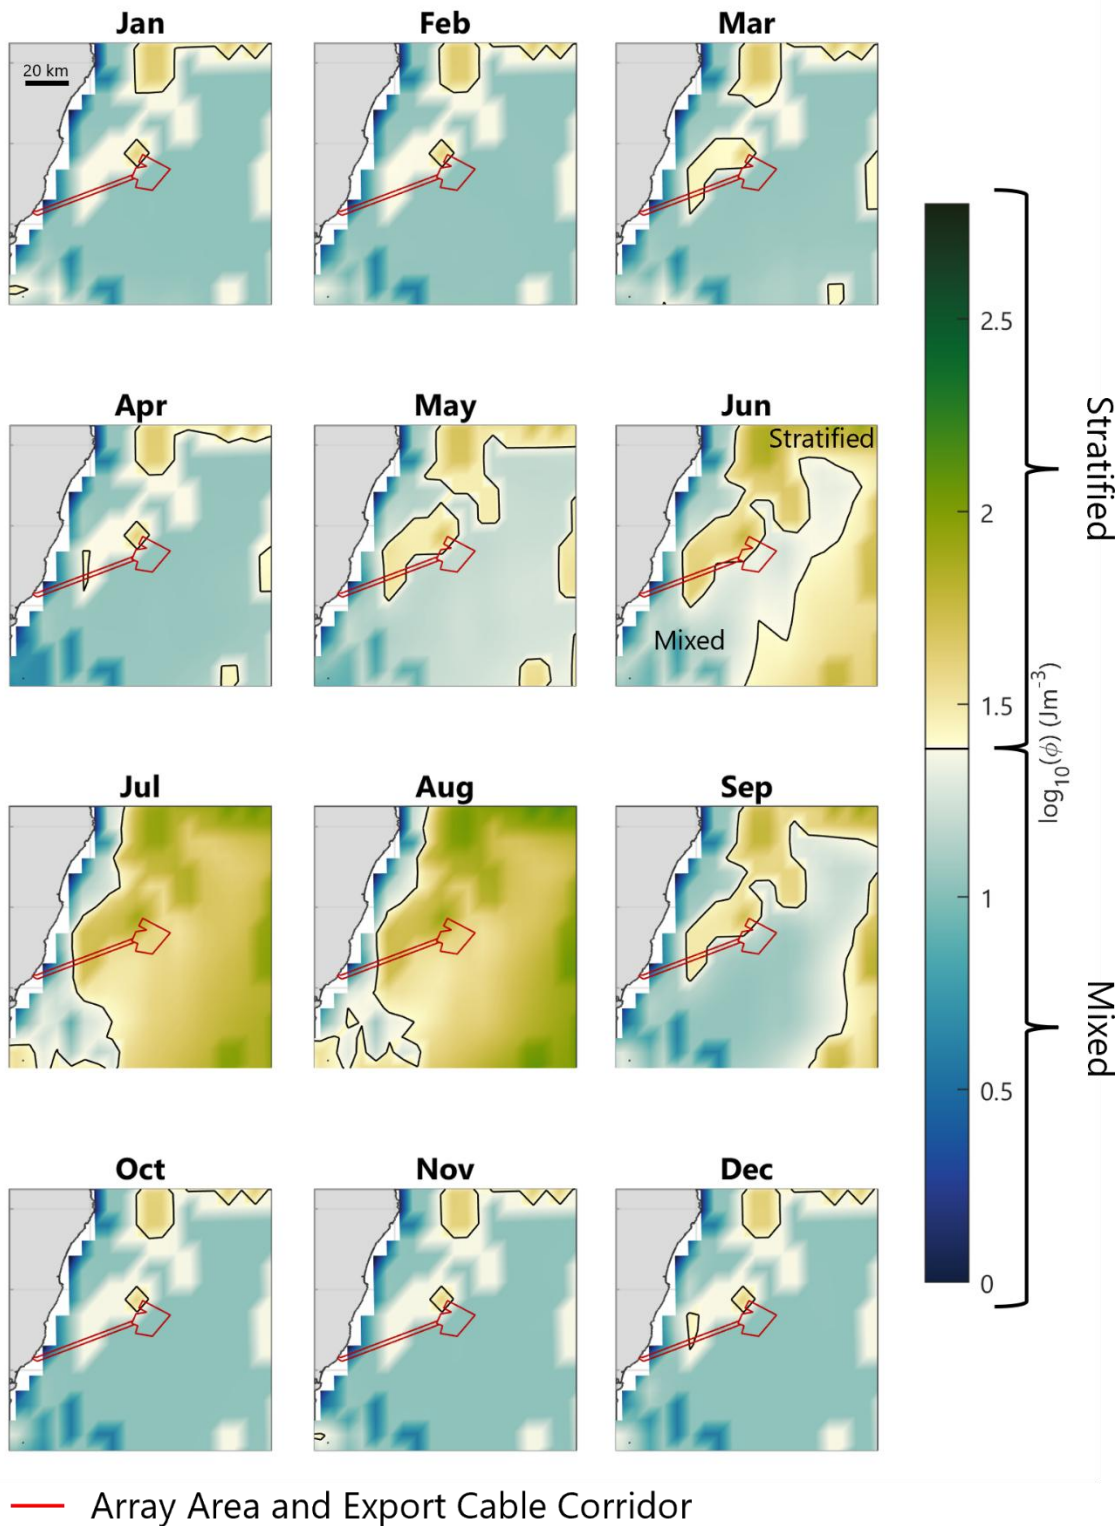 Jan
Feb
Mar
20 km
Apr
May
Jun
Stratified
Mixed
Jul
Aug
Sep
Oct
Nov
Dec
2.5
2
1.5
1
0.5
0
log10(φ) (Jm-3)
Stratified
Mixed
Array Area and Export Cable Corridor